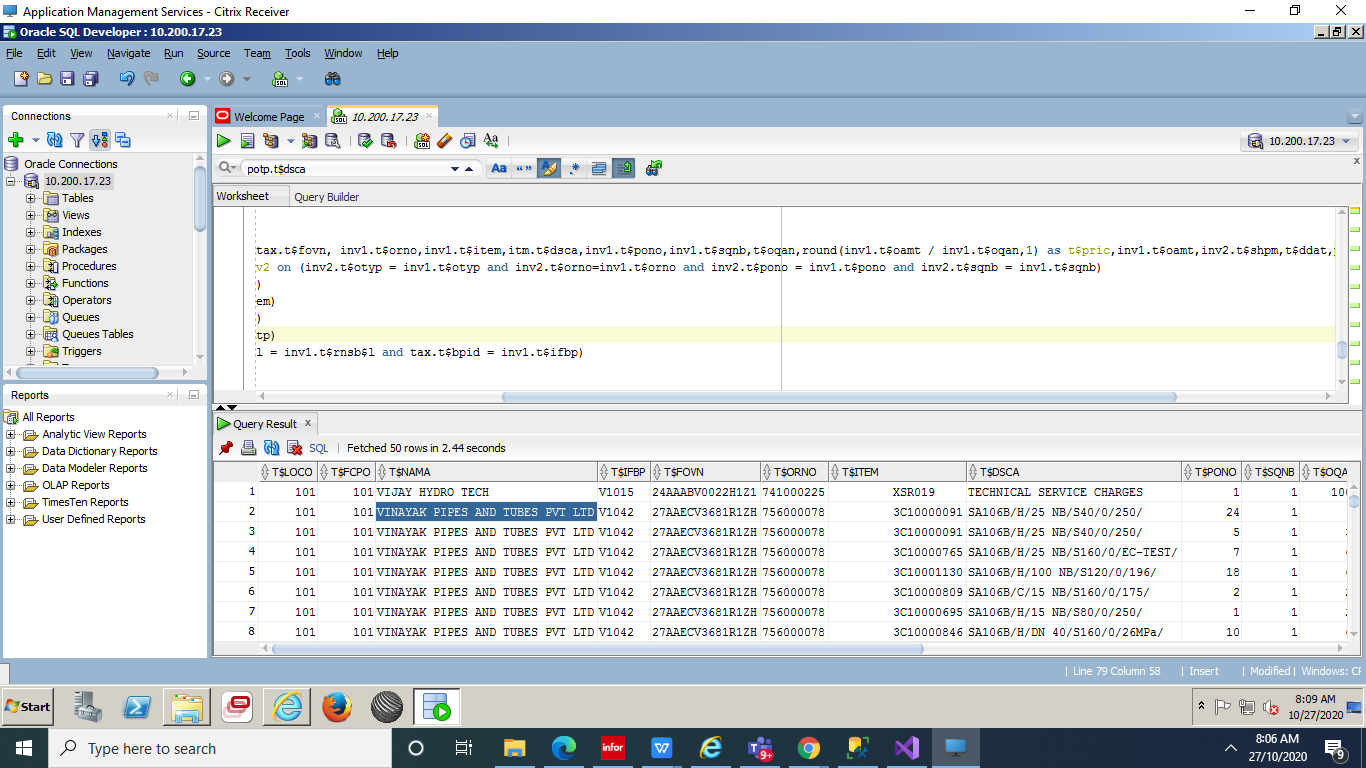 Application Management Services - Citrix Receiver
Oracle SQL Developer : 10.200.17.23
File Edit View Navigate Run Source Team Tools Window Help
Connections
Welcome Page
10.200.17.23
10.200.17.23
potp.t$dsca
Aa
Worksheet Query Builder
Oracle Connections
10.200.17.23
Tables
Views
Indexes
Packages
Procedures
Functions
Operators
Queues
Queues Tables
Triggers
tax.t$fovn, inv1.t$orno,inv1.t$item,itm.t$dsca,inv1.t$pono,inv1.t$sqnb,t$oqan,round(inv1.t$oamt / inv1.t$oqan,1) as t$pric,inv1.t$oamt,inv2.t$shpm,t$ddat,
v2 on (inv2.t$otyp = inv1.t$otyp and inv2.t$orno=inv1.t$orno and inv2.t$pono = inv1.t$pono and inv2.t$sqnb = inv1.t$sqnb)
)
em)
)
tp)
l = inv1.t$rnsb$l and tax.t$bpid = inv1.t$ifbp)
Reports
All Reports
Analytic View Reports
Data Dictionary Reports
Data Modeler Reports
OLAP Reports
TimesTen Reports
User Defined Reports
Query Result x
SQL | Fetched 50 rows in 2.44 seconds
T$LOCO T$FCPO T$NAMA T$IFBP T$FOVN T$ORNO T$ITEM T$DSCA T$PONO T$SQNB T$OQA
1 101 101 VIJAY HYDRO TECH V1015 24AAABV0022H1Z1 741000225 XSR019 TECHNICAL SERVICE CHARGES 1 1 10
2 101 101 VINAYAK PIPES AND TUBES PVT LTD V1042 27AAECV3681R1ZH 756000078 3C10000091 SA106B/H/25 NB/S40/0/250/ 24 1
3 101 101 VINAYAK PIPES AND TUBES PVT LTD V1042 27AAECV3681R1ZH 756000078 3C10000091 SA106B/H/25 NB/S40/0/250/ 5 1
4 101 101 VINAYAK PIPES AND TUBES PVT LTD V1042 27AAECV3681R1ZH 756000078 3C10000765 SA106B/H/25 NB/S160/0/EC-TEST/ 7 1
5 101 101 VINAYAK PIPES AND TUBES PVT LTD V1042 27AAECV3681R1ZH 756000078 3C10001130 SA106B/H/100 NB/S120/0/196/ 18 1
6 101 101 VINAYAK PIPES AND TUBES PVT LTD V1042 27AAECV3681R1ZH 756000078 3C10000809 SA106B/C/15 NB/S160/0/175/ 2 1
7 101 101 VINAYAK PIPES AND TUBES PVT LTD V1042 27AAECV3681R1ZH 756000078 3C10000695 SA106B/H/15 NB/S80/0/250/ 1 1
8 101 101 VINAYAK PIPES AND TUBES PVT LTD V1042 27AAECV3681R1ZH 756000078 3C10000846 SA106B/H/DN 40/S160/0/26MPa/ 10 1
| Line 79 Column 58 | Insert | Modified | Windows: CF
Start
8:09 AM
10/27/2020
Type here to search
infor
9+
8:06 AM
27/10/2020
9